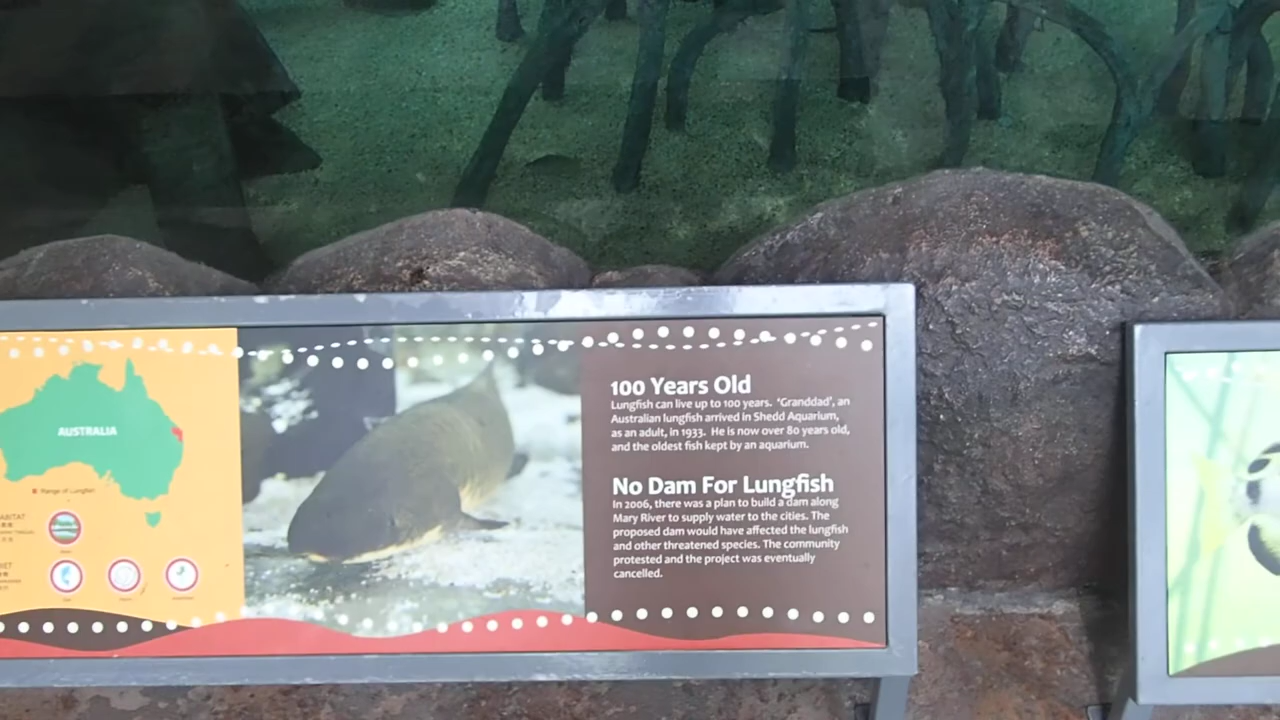 AUSTRALIA
Range of Lungfish
100 Years Old
Lungfish can live up to 100 years. ‘Granddad’, an
Australian lungfish arrived in Shedd Aquarium,
as an adult, in 1933. He is now over 80 years old,
and the oldest fish kept by an aquarium.
No Dam For Lungfish
In 2006, there was a plan to build a dam along
Mary River to supply water to the cities. The
proposed dam would have affected the lungfish
and other threatened species. The community
protested and the project was eventually
cancelled.